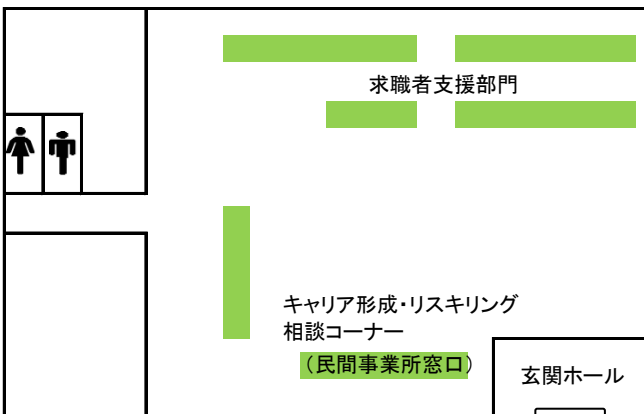 求職者支援部門
キャリア形成・リスキリング
相談コーナー
（民間事業所窓口）
玄関ホール